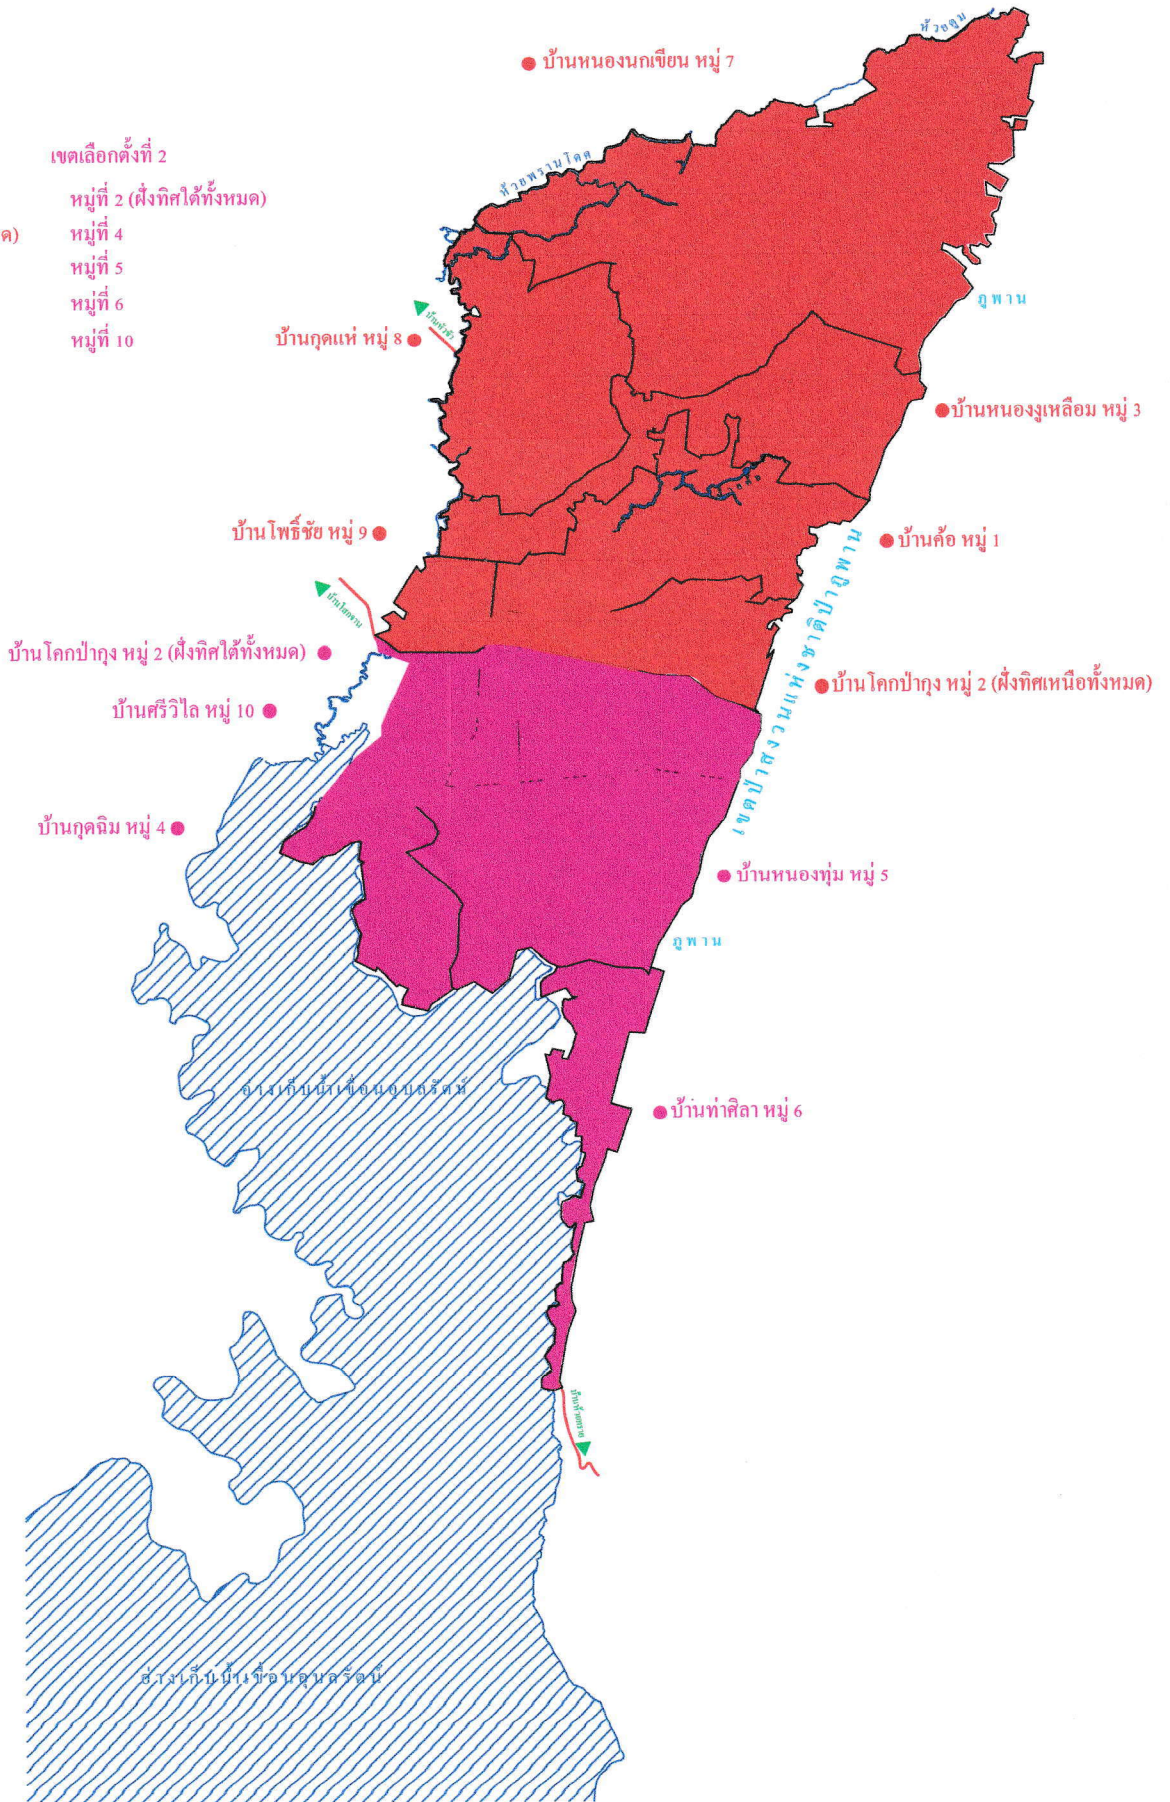 ห้วยตูม
บ้านหนองนกเขียน หมู่ 7
เขตเลือกตั้งที่ 2
หมู่ที่ 2 (ฝั่งทิศใต้ทั้งหมด)
ด)
หมู่ที่ 4
หมู่ที่ 5
หมู่ที่ 6
หมู่ที่ 10
ห้วยพรานโคต
ภูพาน
บ้านกุดแห่ หมู่ 8
บ้านหนองงูเหลือม หมู่ 3
บ้านโพธิ์ชัย หมู่ 9
บ้านค้อ หมู่ 1
เขตป่าสงวนแห่งชาติป่าภูพาน
บ้านโคกป่ากุง หมู่ 2 (ฝั่งทิศใต้ทั้งหมด)
บ้านโคกป่ากุง หมู่ 2 (ฝั่งทิศเหนือทั้งหมด)
บ้านศรีวิไล หมู่ 10
บ้านกุดฉิม หมู่ 4
บ้านหนองทุ่ม หมู่ 5
ภูพาน
อ่างเก็บน้ำเขื่อนอุบลรัตน์
บ้านท่าศิลา หมู่ 6
บ้านห้วยทราย
อ่างเก็บน้ำเขื่อนอุบลรัตน์